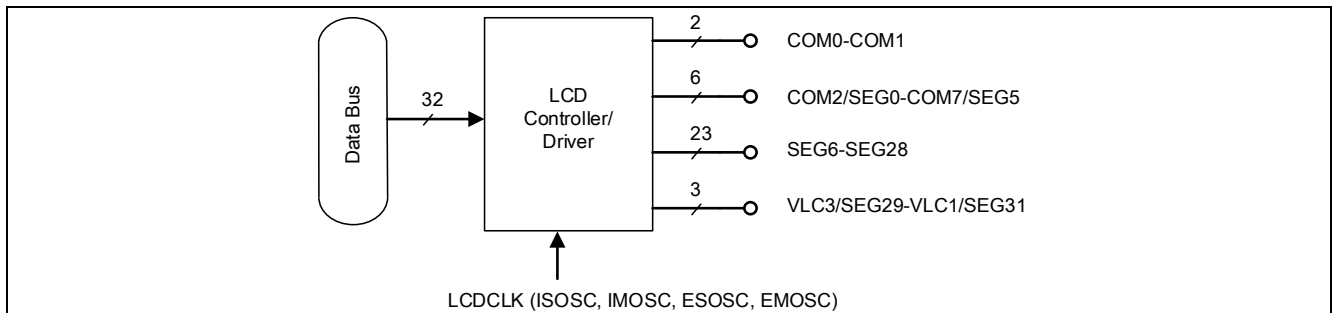 2
COM0-COM1
6
COM2/SEG0-COM7/SEG5
Data Bus
32
LCD
Controller/
Driver
23
SEG6-SEG28
3
VLC3/SEG29-VLC1/SEG31
LCDCLK (ISOSC, IMOSC, ESOSC, EMOSC)